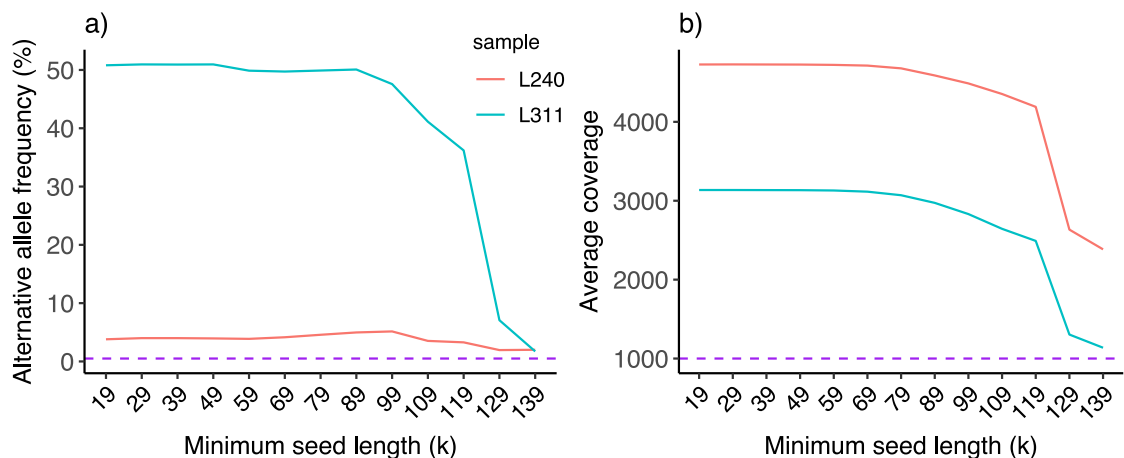 a)
Alternative allele frequency (%)
50
40
30
20
10
0
sample
L240
L311
19 29 39 49 59 69 79 89 99 109 119 129 139
Minimum seed length (k)
b)
Average coverage
4000
3000
2000
1000
19 29 39 49 59 69 79 89 99 109 119 129 139
Minimum seed length (k)